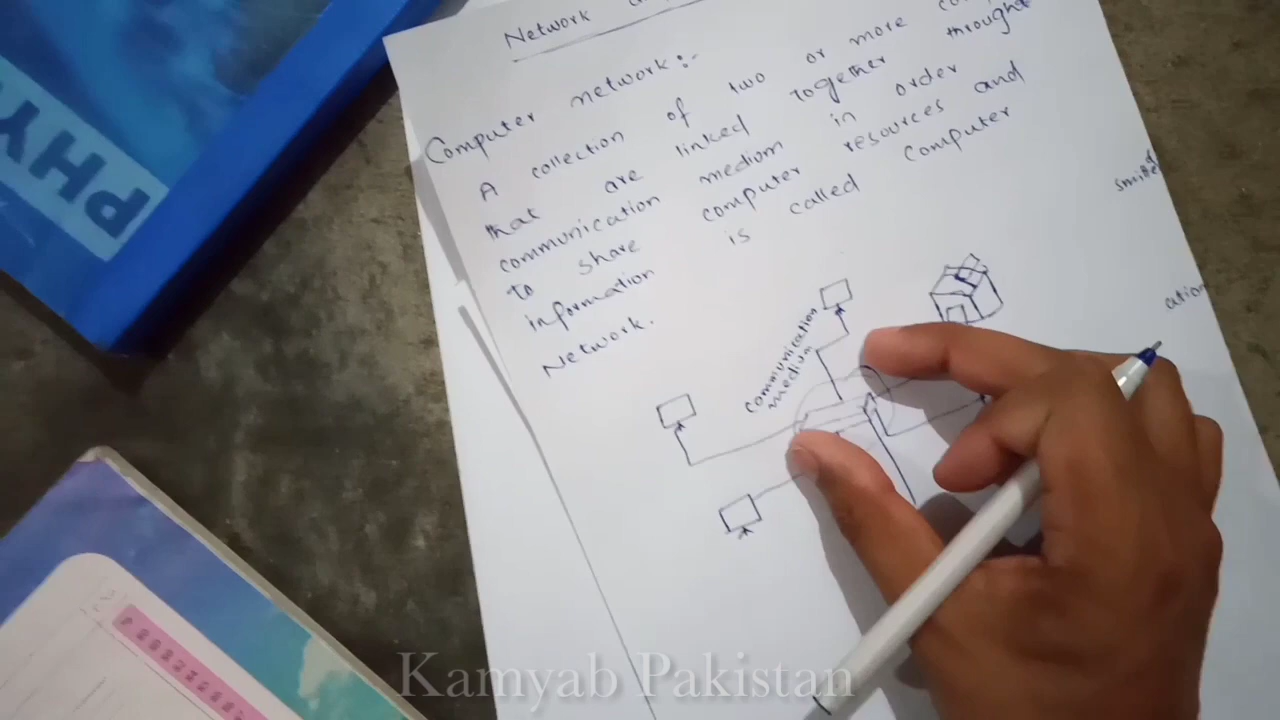 Network
Computer network:-
A collection of two or more
that are linked together through
communication medium in order
to share computer resources and
information is called computer
Network.
communication
medium
PHY
Kamyab Pakistan